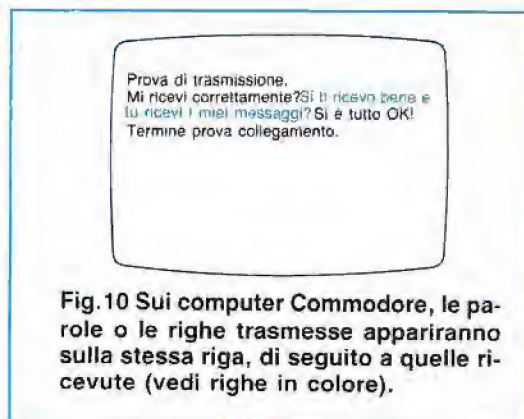 Prova di trasmissione.
Mi ricevi correttamente?Si ti ricevo bene e
tu ricevi i miei messaggi?Si è tutto OK!
Termine prova collegamento.
Fig.10 Sui computer Commodore, le pa-
role o le righe trasmesse appariranno
sulla stessa riga, di seguito a quelle ri-
cevute (vedi righe in colore).